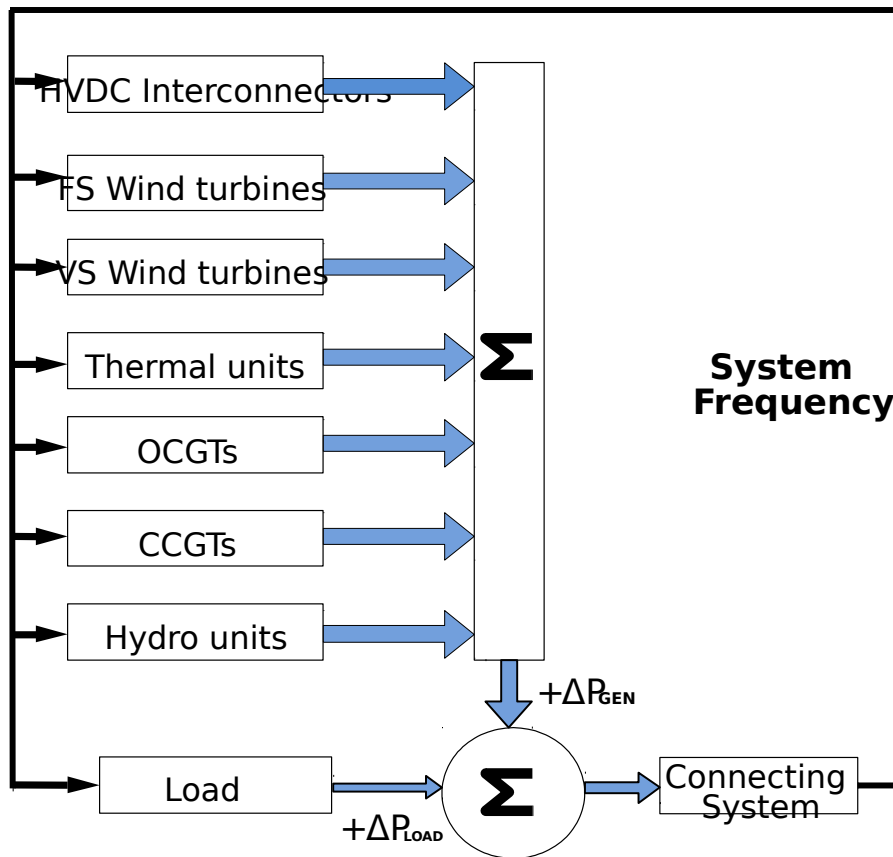 HVDC Interconnectors
FS Wind turbines
VS Wind turbines
Thermal units
Σ
System
Frequency
OCGTs
CCGTs
Hydro units
+ΔPGEN
Load
Σ
Connecting
System
+ΔPLOAD